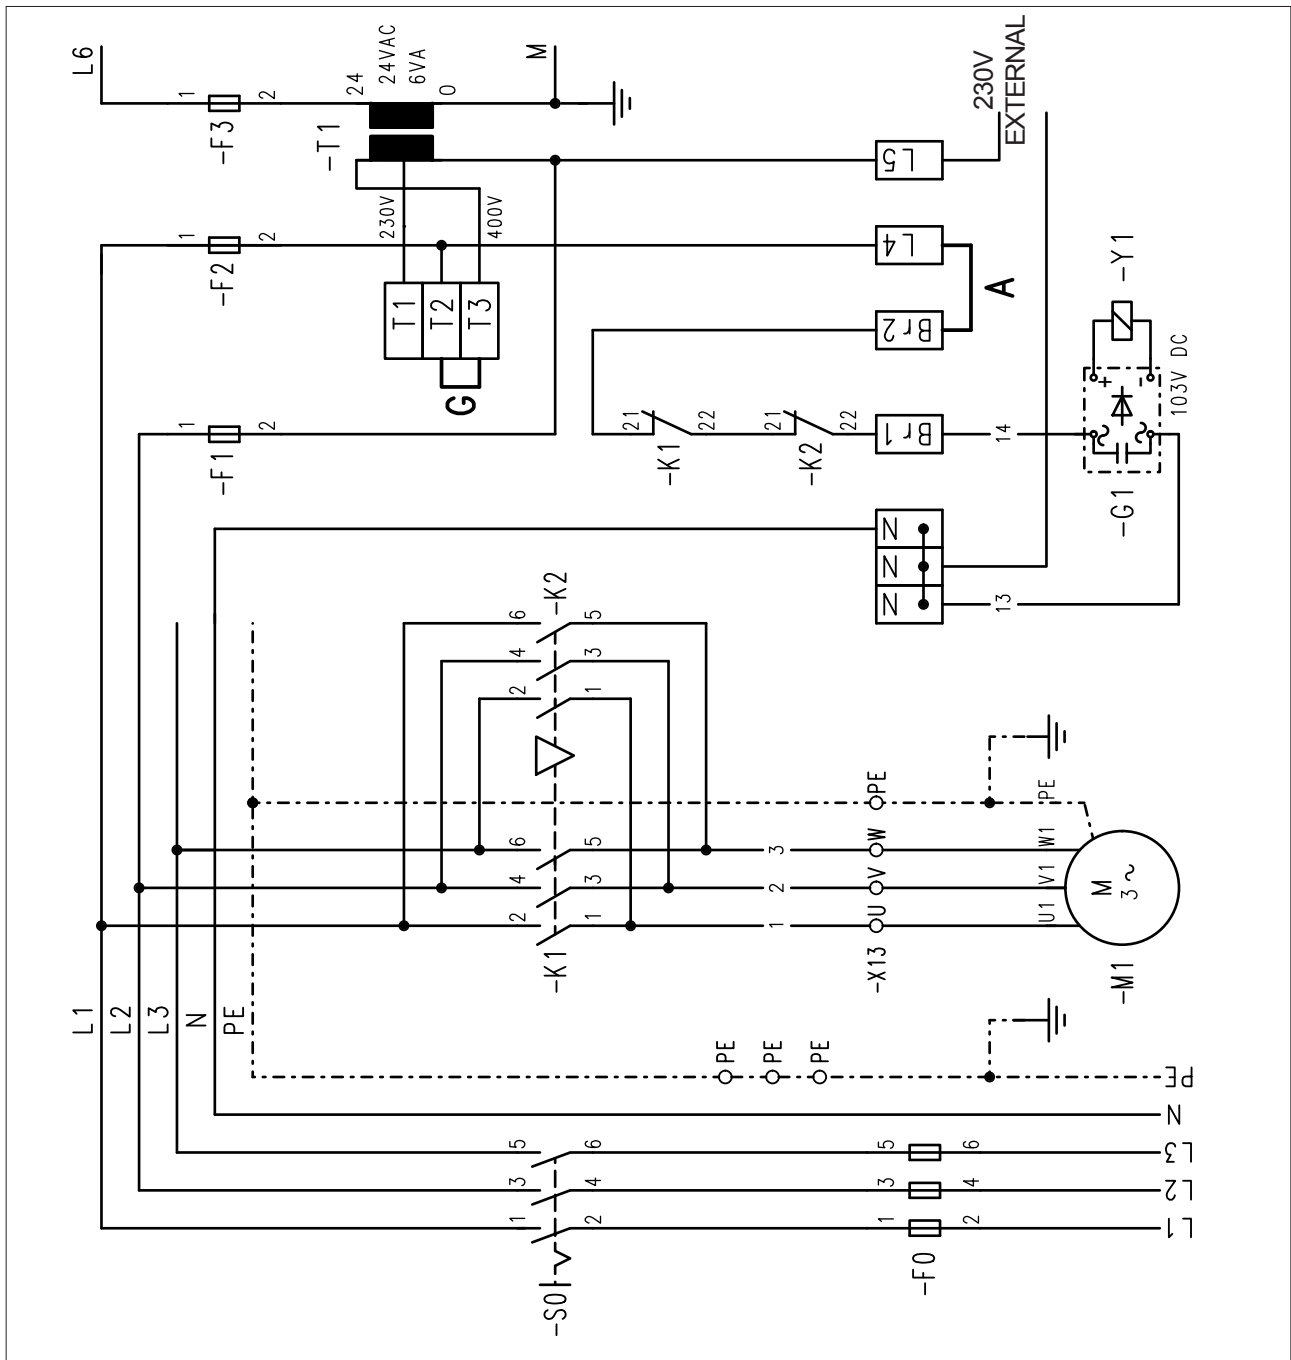 L6
1
2
-F3
24
24VAC
6VA
0
-T1
M
230V
EXTERNAL
L5
1
2
-F2
230V
400V
T1
T2
T3
G
L4
A
Br2
-Y1
1
2
-F1
21
22
-K1
21
22
-K2
Br1
14
+
-
103V DC
-G1
N
N
N
13
-K2
6
5
4
3
2
1
PE
PE
6
5
3
W
W1
4
3
2
V
V1
2
1
1
U
U1
M
3 ~
-K1
-X13
-M1
L1
L2
L3
N
PE
PE
PE
PE
PE
N
5
6
5
6
L3
3
4
3
4
L2
1
2
1
2
L1
-S0
-F0